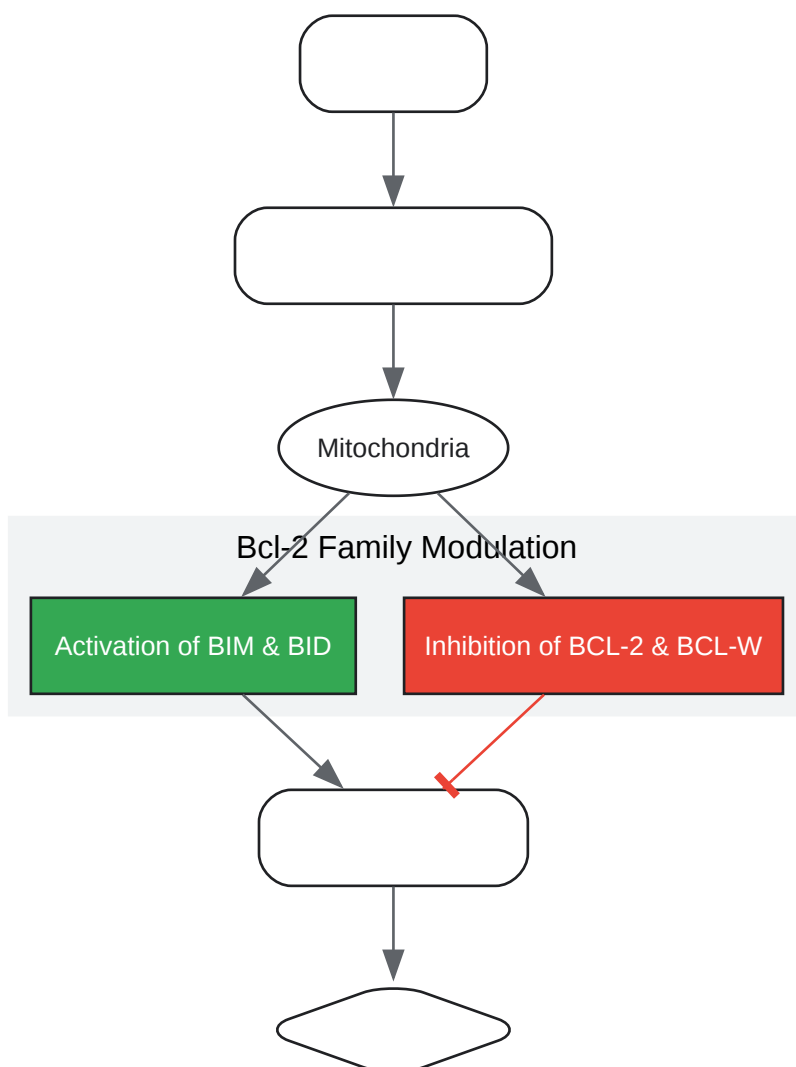 Mitochondria
Bcl-2 Family Modulation
Activation of BIM & BID
Inhibition of BCL-2 & BCL-W